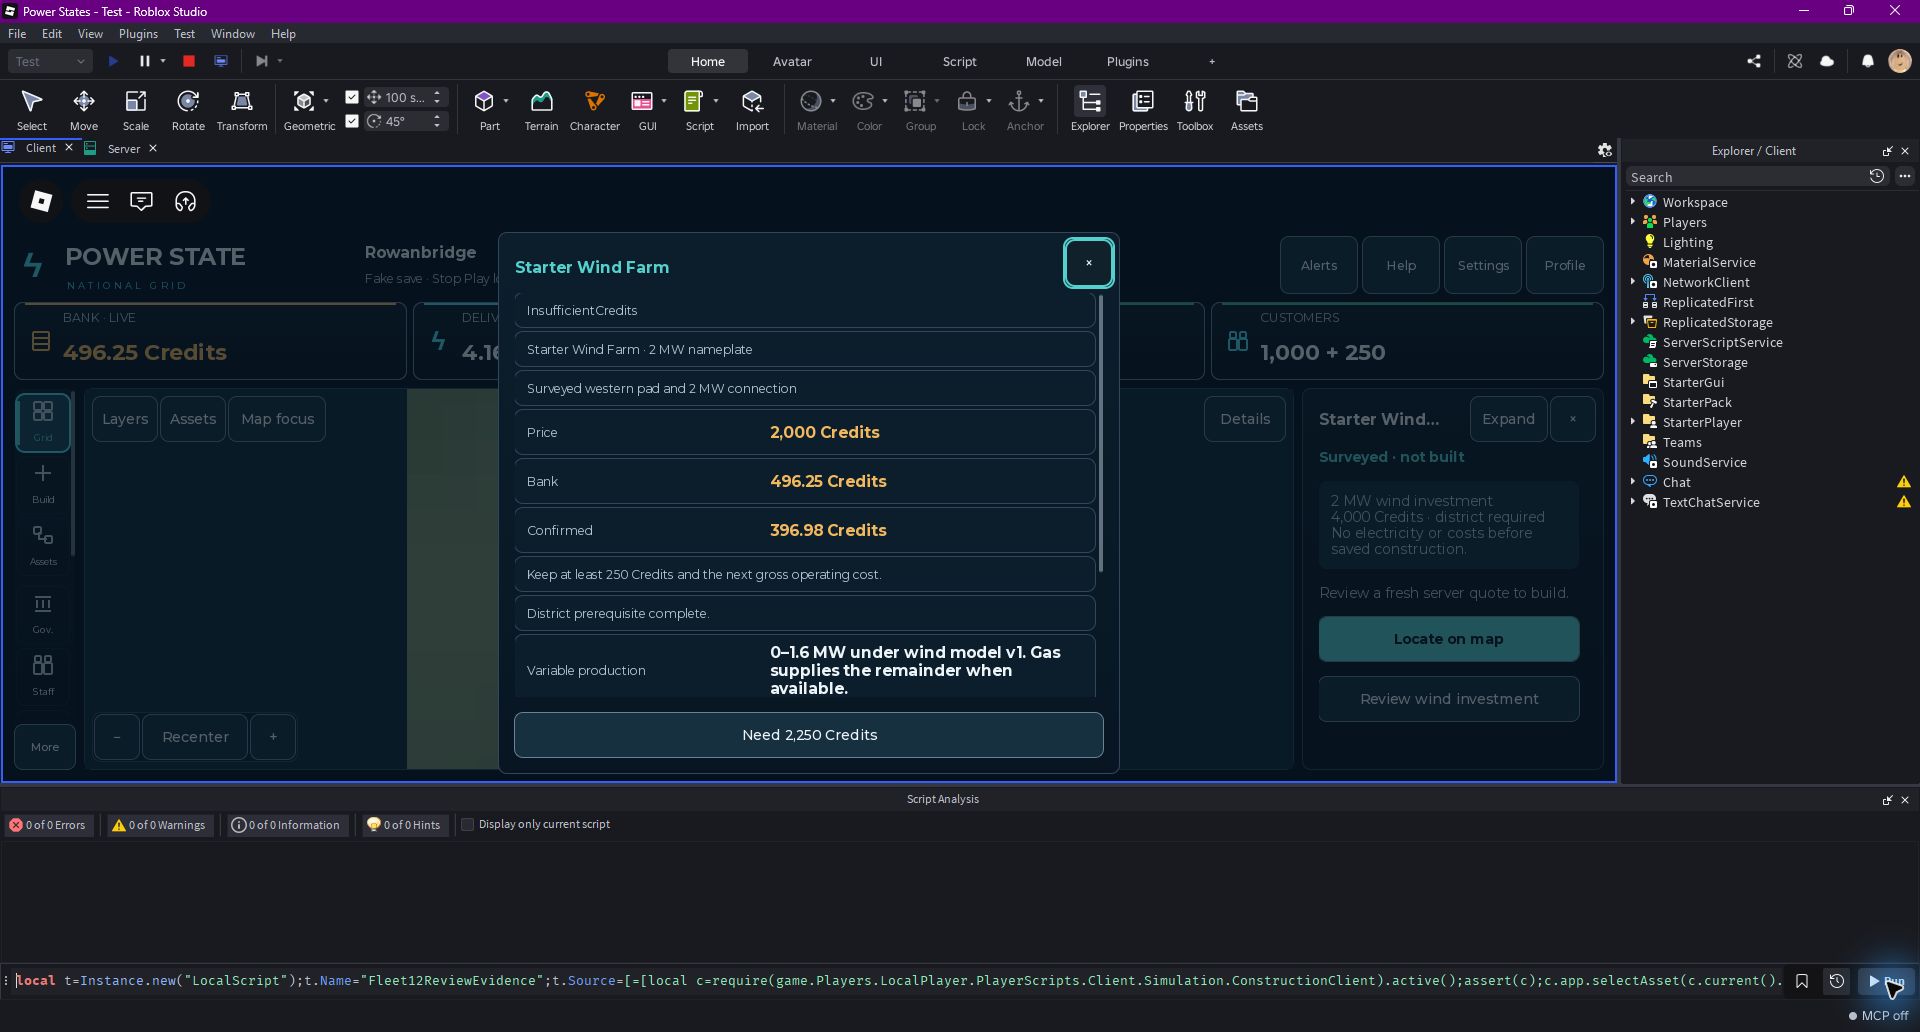 Power States - Test - Roblox Studio
File Edit View Plugins Test Window Help
Test
Home Avatar UI Script Model Plugins +
100 s...
45°
Select Move Scale Rotate Transform Geometric Part Terrain Character GUI Script Import Material Color Group Lock Anchor Explorer Properties Toolbox Assets
Client × Server ×
Explorer / Client
Search
Workspace
Players
Lighting
MaterialService
NetworkClient
ReplicatedFirst
ReplicatedStorage
ServerScriptService
ServerStorage
StarterGui
StarterPack
StarterPlayer
Teams
SoundService
Chat
TextChatService
POWER STATE
NATIONAL GRID
Rowanbridge
Fake save · Stop Play
Alerts Help Settings Profile
BANK · LIVE
496.25 Credits
DELIV
4.16
CUSTOMERS
1,000 + 250
Grid
Build
Assets
Gov.
Staff
More
Layers Assets Map focus
− Recenter +
Details
Starter Wind Farm
×
InsufficientCredits
Starter Wind Farm · 2 MW nameplate
Surveyed western pad and 2 MW connection
Price 2,000 Credits
Bank 496.25 Credits
Confirmed 396.98 Credits
Keep at least 250 Credits and the next gross operating cost.
District prerequisite complete.
Variable production
0–1.6 MW under wind model v1. Gas
supplies the remainder when
available.
Need 2,250 Credits
Starter Wind... Expand ×
Surveyed · not built
2 MW wind investment
4,000 Credits · district required
No electricity or costs before
saved construction.
Review a fresh server quote to build.
Locate on map
Review wind investment
Script Analysis
0 of 0 Errors 0 of 0 Warnings 0 of 0 Information 0 of 0 Hints Display only current script
local t=Instance.new("LocalScript");t.Name="Fleet12ReviewEvidence";t.Source=[=[local c=require(game.Players.LocalPlayer.PlayerScripts.Client.Simulation.ConstructionClient).active();assert(c);c.app.selectAsset(c.current().
MCP off